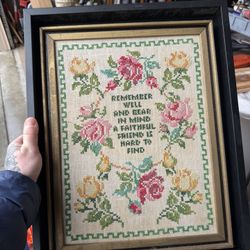 REMEMBER
WELL
AND BEAR
IN MIND
A FAITHFUL
FRIEND IS
HARD TO
FIND